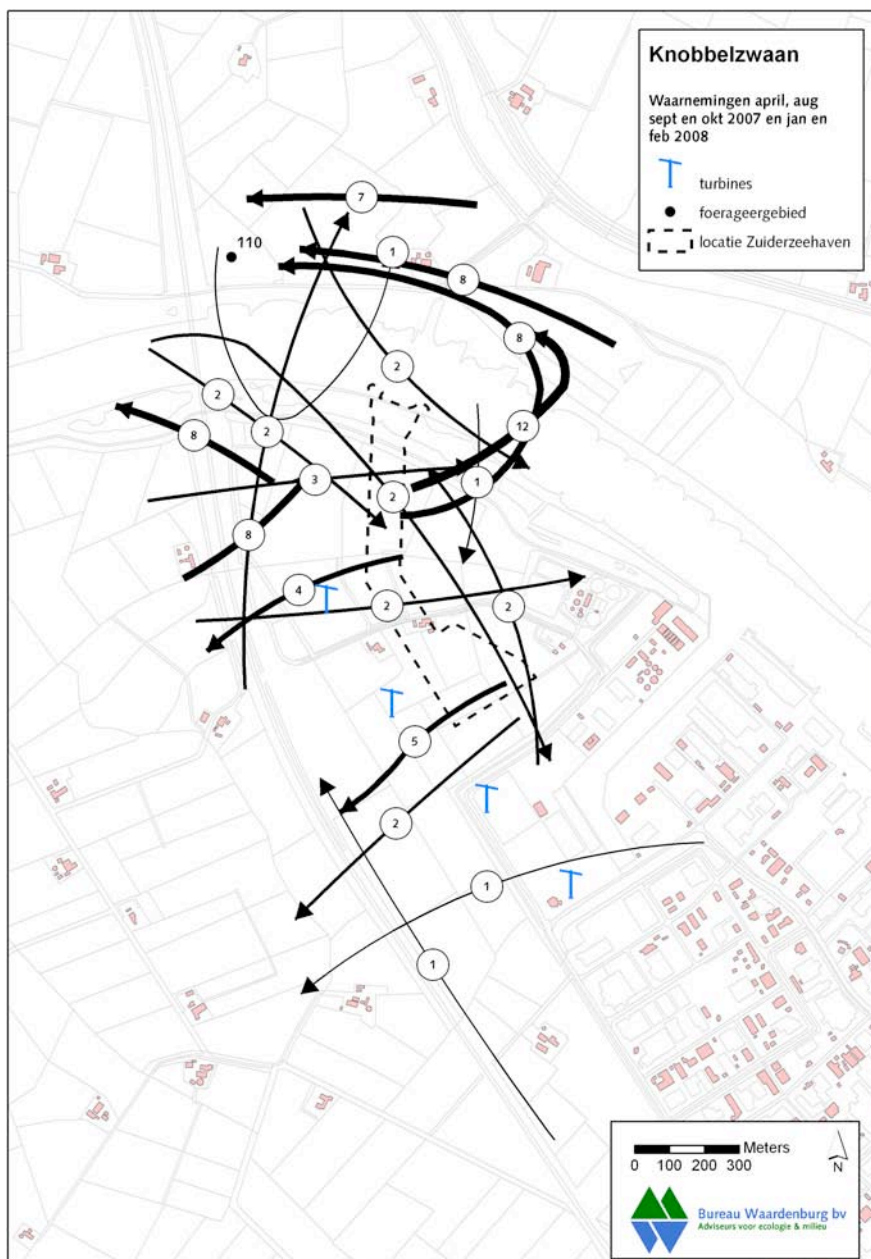 Knobbelzwaan
Waarnemingen april, aug
sept en okt 2007 en jan en
feb 2008
turbines
foerageergebied
locatie Zuiderzeehaven
7
110
1
8
8
2
2
2
8
12
3
1
2
8
4
2
2
5
2
1
1
Meters
0 100 200 300
N
Bureau Waardenburg bv
Adviseurs voor ecologie & milieu